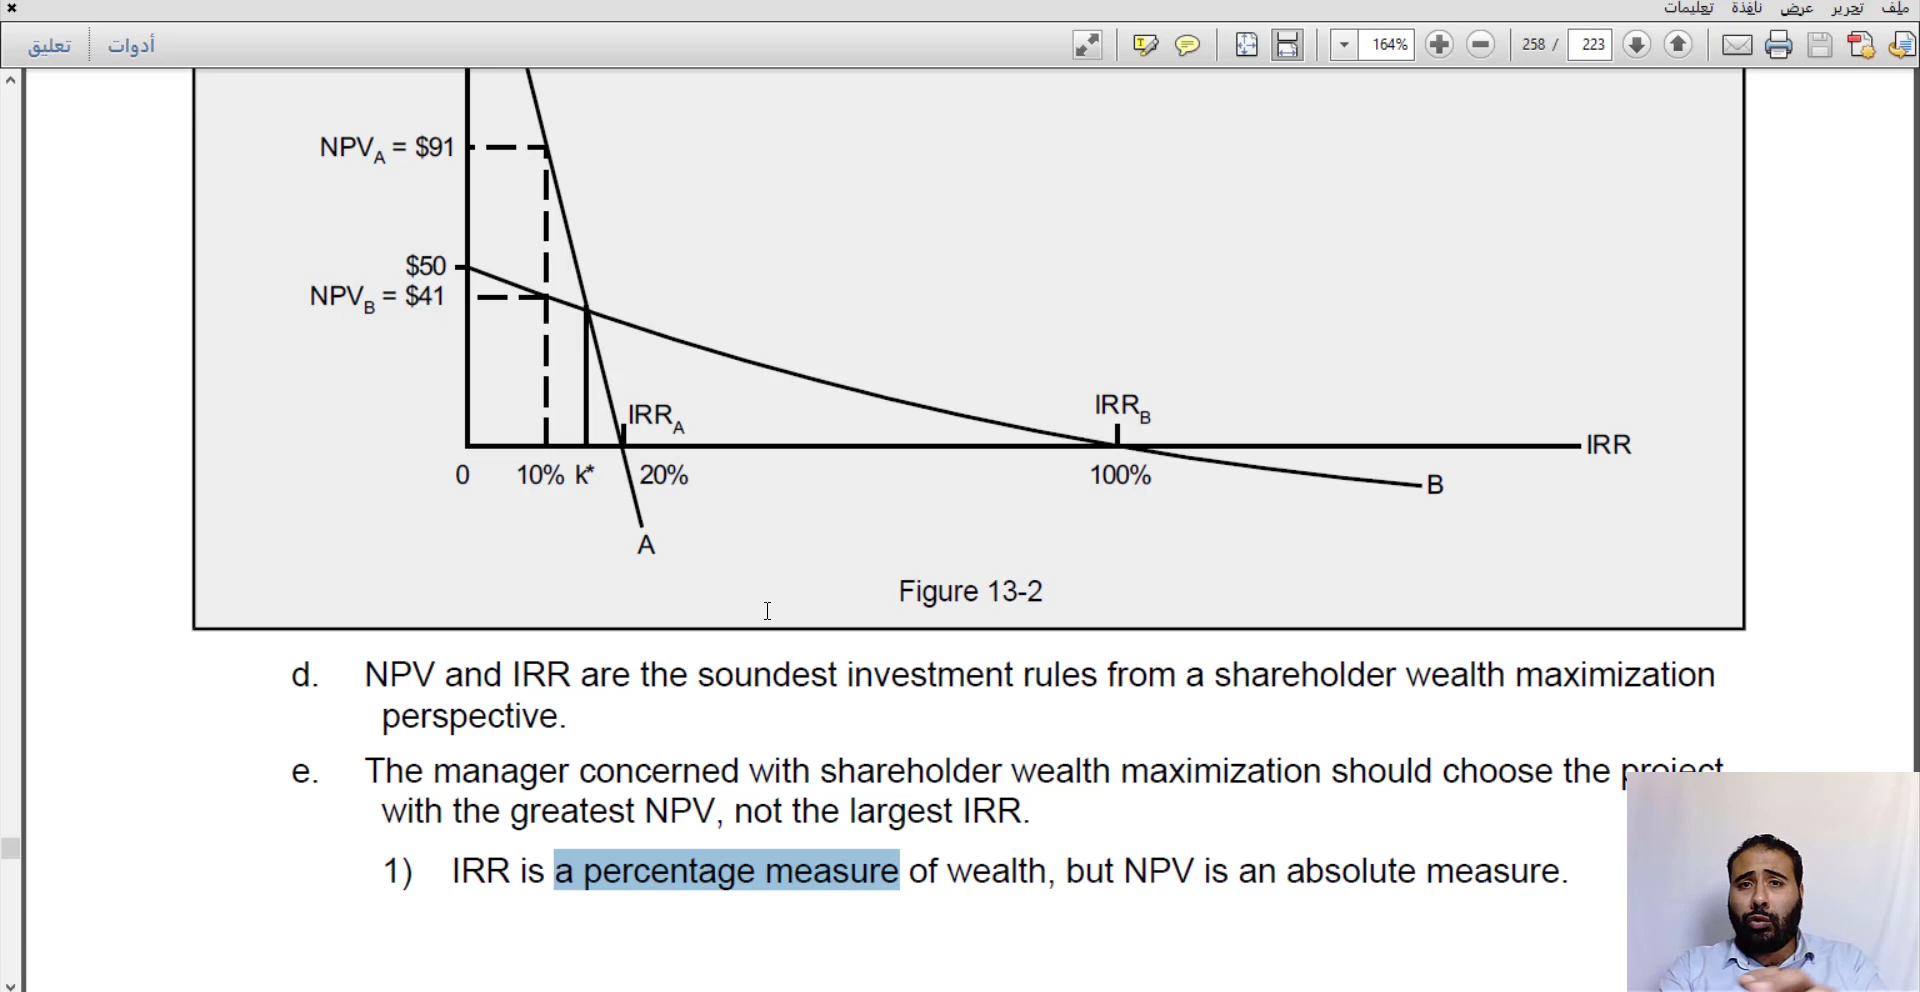 ملف تحرير عرض نافذة تعليمات
258 / 223 164% أدوات تعليق
NPVA = $91
$50
NPVB = $41
IRRA
IRRB
IRR
0 10% k* 20% 100%
B
A
Figure 13-2
d. NPV and IRR are the soundest investment rules from a shareholder wealth maximization
perspective.
e. The manager concerned with shareholder wealth maximization should choose the project
with the greatest NPV, not the largest IRR.
1) IRR is a percentage measure of wealth, but NPV is an absolute measure.